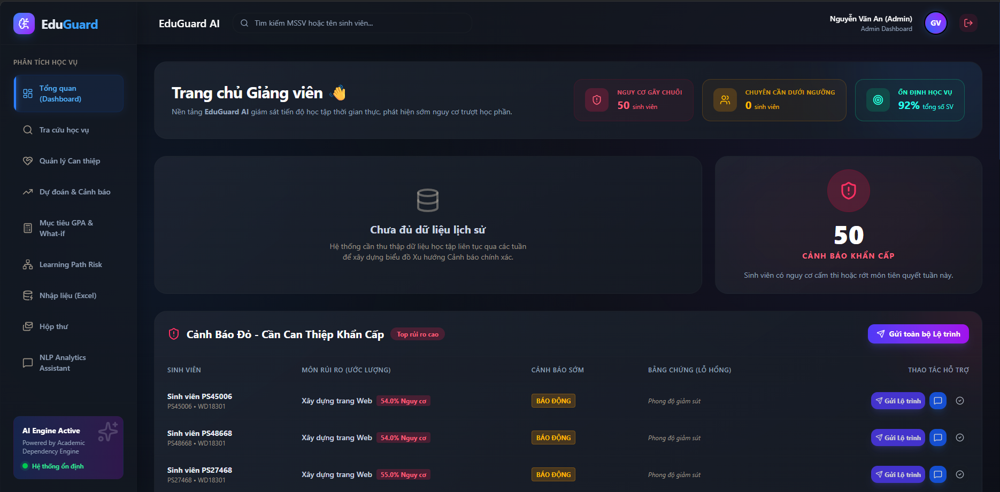 EduGuard
PHÂN TÍCH HỌC VỤ
Tổng quan
(Dashboard)
Tra cứu học vụ
Quản lý Can thiệp
Dự đoán & Cảnh báo
Mục tiêu GPA &
What-if
Learning Path Risk
Nhập liệu (Excel)
Hộp thư
NLP Analytics
Assistant
AI Engine Active
Powered by Academic
Dependency Engine
Hệ thống ổn định
EduGuard AI
Tìm kiếm MSSV hoặc tên sinh viên...
Nguyễn Văn An (Admin)
Admin Dashboard
GV
Trang chủ Giảng viên 👋
Nền tảng EduGuard AI giám sát tiến độ học tập thời gian thực, phát hiện sớm nguy cơ trượt học phần.
NGUY CƠ GÃY CHUỖI
50 sinh viên
CHUYÊN CẦN DƯỚI NGƯỠNG
0 sinh viên
ỔN ĐỊNH HỌC VỤ
92% tổng số SV
Chưa đủ dữ liệu lịch sử
Hệ thống cần thu thập dữ liệu học tập liên tục qua các tuần
để xây dựng biểu đồ Xu hướng Cảnh báo chính xác.
50
CẢNH BÁO KHẨN CẤP
Sinh viên có nguy cơ cấm thi hoặc rớt môn tiên quyết tuần này.
Cảnh Báo Đỏ - Cần Can Thiệp Khẩn Cấp Top rủi ro cao
Gửi toàn bộ Lộ trình
SINH VIÊN MÔN RỦI RO (ƯỚC LƯỢNG) CẢNH BÁO SỚM BẰNG CHỨNG (LỖ HỔNG) THAO TÁC HỖ TRỢ
Sinh viên PS45006
PS45006 • WD18301
Xây dựng trang Web 54.0% Nguy cơ BÁO ĐỘNG Phong độ giảm sút Gửi Lộ trình
Sinh viên PS48668
PS48668 • WD18301
Xây dựng trang Web 54.0% Nguy cơ BÁO ĐỘNG Phong độ giảm sút Gửi Lộ trình
Sinh viên PS27468
PS27468 • WD18301
Xây dựng trang Web 55.0% Nguy cơ BÁO ĐỘNG Phong độ giảm sút Gửi Lộ trình